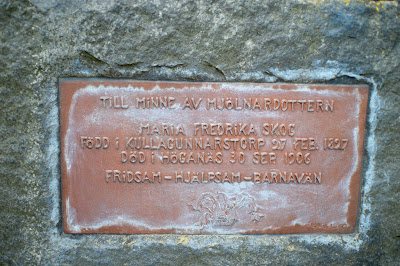 TILL MINNE AV MJÖLNARDOTTERN
MARIA FREDRIKA SKOG
FÖDD I KULLAGUNNARSTORP 27 FEB. 1827
DÖD I HÖGANÄS 30 SEP. 1906
FRIDSAM – HJÄLPSAM – BARNAVÄN